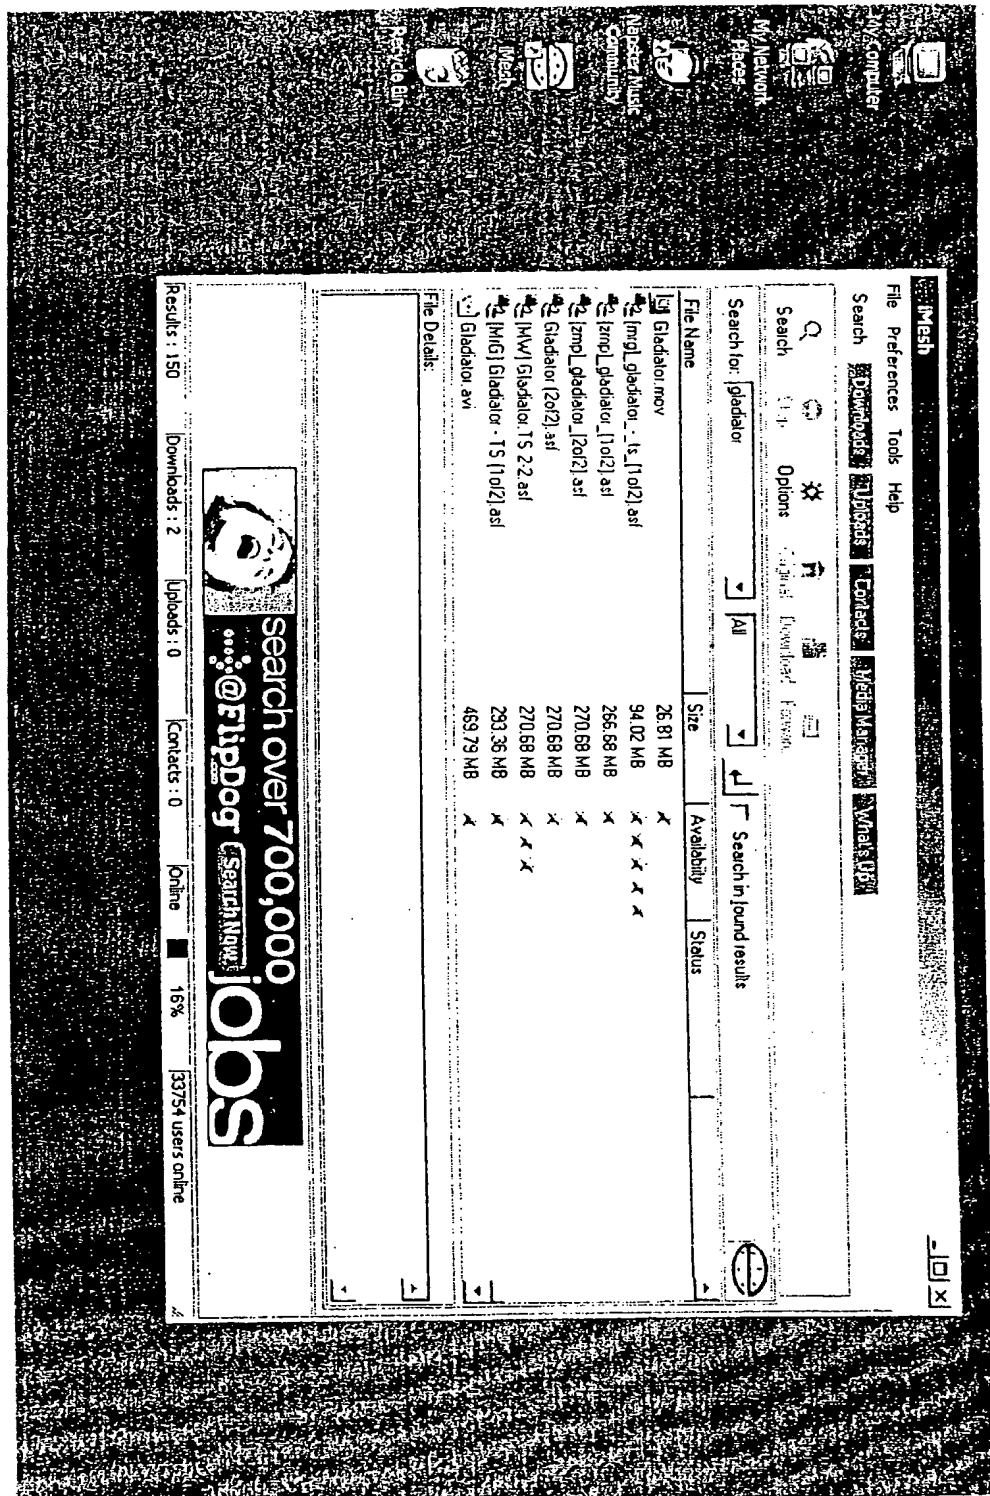 My Computer
My Network
Places
Napster Music
Community
iMesh
Recycle Bin
iMesh
File Preferences Tools Help
Search Downloads Uploads Contacts Media Manager What's Up
Search Stop Options Download
Search for: gladiator All Search in found results
File Name Size Availability Status
Gladiator.mov 26.81 MB
[mrg]_gladiator_-_ts_(1of2).asf 94.02 MB
[zmp]_gladiator_(1of2).asf 266.68 MB
[zmp]_gladiator_(2of2).asf 270.68 MB
Gladiator (2of2).asf 270.68 MB
[MW] Gladiator.TS 2-2.asf 270.68 MB
[MIG] Gladiator - TS (1of2).asf 293.36 MB
Gladiator.avi 469.79 MB
File Details:
search over 700,000
jobs
@FlipDog .com Search Now
Results : 150 Downloads : 2 Uploads : 0 Contacts : 0 Online 16% 33754 users online